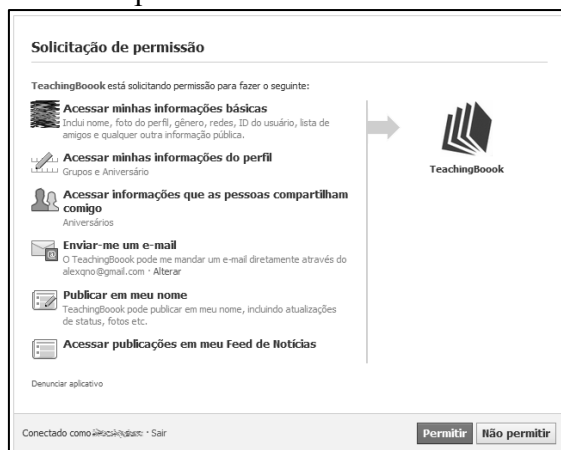 Solicitação de permissão
TeachingBoook está solicitando permissão para fazer o seguinte:
Acessar minhas informações básicas
Inclui nome, foto do perfil, gênero, redes, ID do usuário, lista de
amigos e qualquer outra informação pública.
Acessar minhas informações do perfil
Grupos e Aniversário
Acessar informações que as pessoas compartilham
comigo
Aniversários
Enviar-me um e-mail
O TeachingBoook pode me mandar um e-mail diretamente através do
alexqno@gmail.com · Alterar
Publicar em meu nome
TeachingBoook pode publicar em meu nome, incluindo atualizações
de status, fotos etc.
Acessar publicações em meu Feed de Notícias
TeachingBoook
Denunciar aplicativo
Conectado como · Sair
Permitir
Não permitir